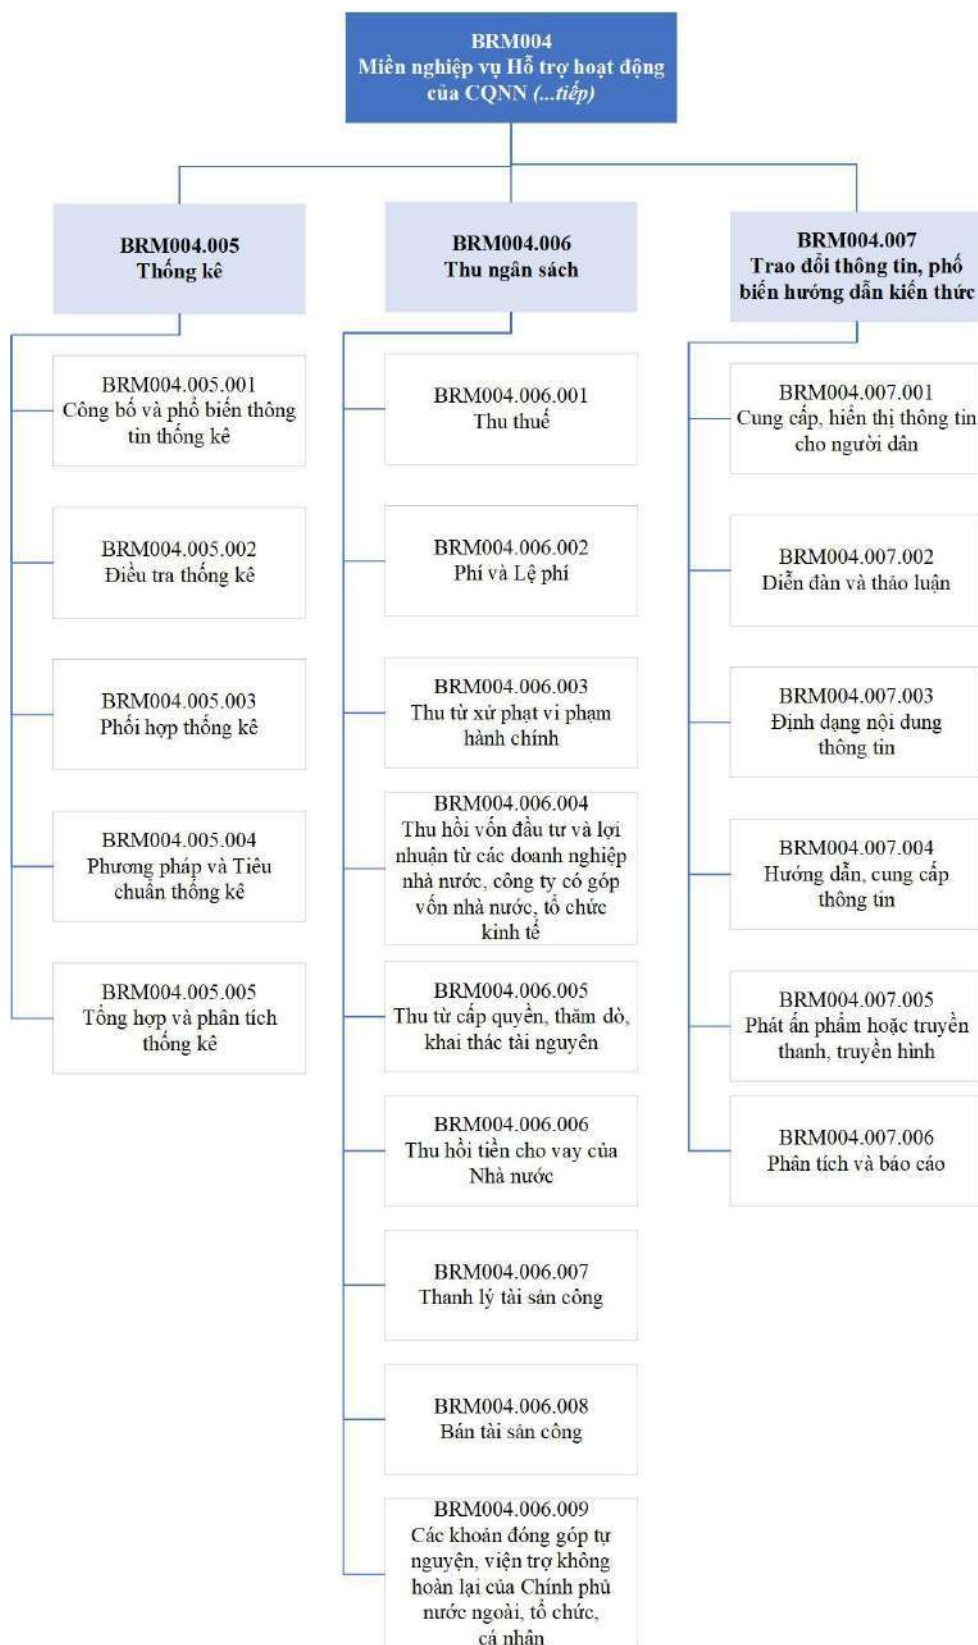 BRM004
Miền nghiệp vụ Hỗ trợ hoạt động
của CQNN (...tiếp)
BRM004.005
Thống kê
BRM004.005.001
Công bố và phổ biến thông
tin thống kê
BRM004.005.002
Điều tra thống kê
BRM004.005.003
Phối hợp thống kê
BRM004.005.004
Phương pháp và Tiêu
chuẩn thống kê
BRM004.005.005
Tổng hợp và phân tích
thống kê
BRM004.006
Thu ngân sách
BRM004.006.001
Thu thuế
BRM004.006.002
Phí và Lệ phí
BRM004.006.003
Thu từ xử phạt vi phạm
hành chính
BRM004.006.004
Thu hồi vốn đầu tư và lợi
nhuận từ các doanh nghiệp
nhà nước, công ty có góp
vốn nhà nước, tổ chức
kinh tế
BRM004.006.005
Thu từ cấp quyền, thăm dò,
khai thác tài nguyên
BRM004.006.006
Thu hồi tiền cho vay của
Nhà nước
BRM004.006.007
Thanh lý tài sản công
BRM004.006.008
Bán tài sản công
BRM004.006.009
Các khoản đóng góp tự
nguyện, viện trợ không
hoàn lại của Chính phủ
nước ngoài, tổ chức,
cá nhân
BRM004.007
Trao đổi thông tin, phổ
biến hướng dẫn kiến thức
BRM004.007.001
Cung cấp, hiển thị thông tin
cho người dân
BRM004.007.002
Diễn đàn và thảo luận
BRM004.007.003
Định dạng nội dung
thông tin
BRM004.007.004
Hướng dẫn, cung cấp
thông tin
BRM004.007.005
Phát ấn phẩm hoặc truyền
thanh, truyền hình
BRM004.007.006
Phân tích và báo cáo